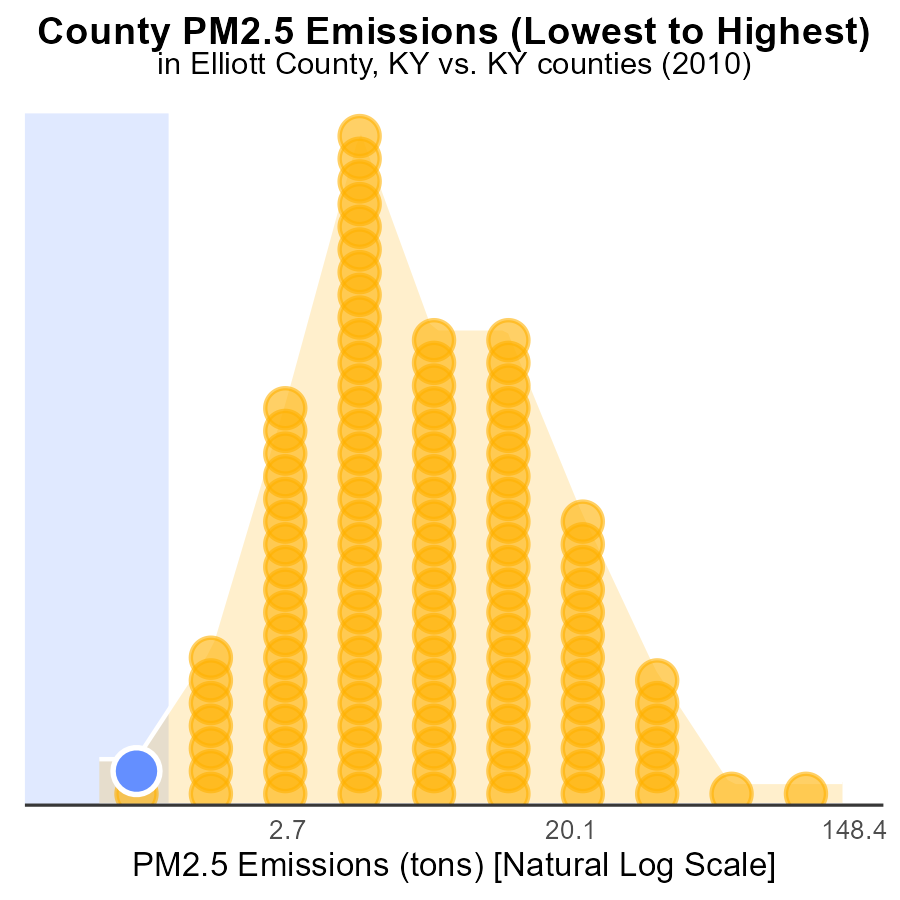 County PM2.5 Emissions (Lowest to Highest)
in Elliott County, KY vs. KY counties (2010)
2.7 20.1 148.4
PM2.5 Emissions (tons) [Natural Log Scale]